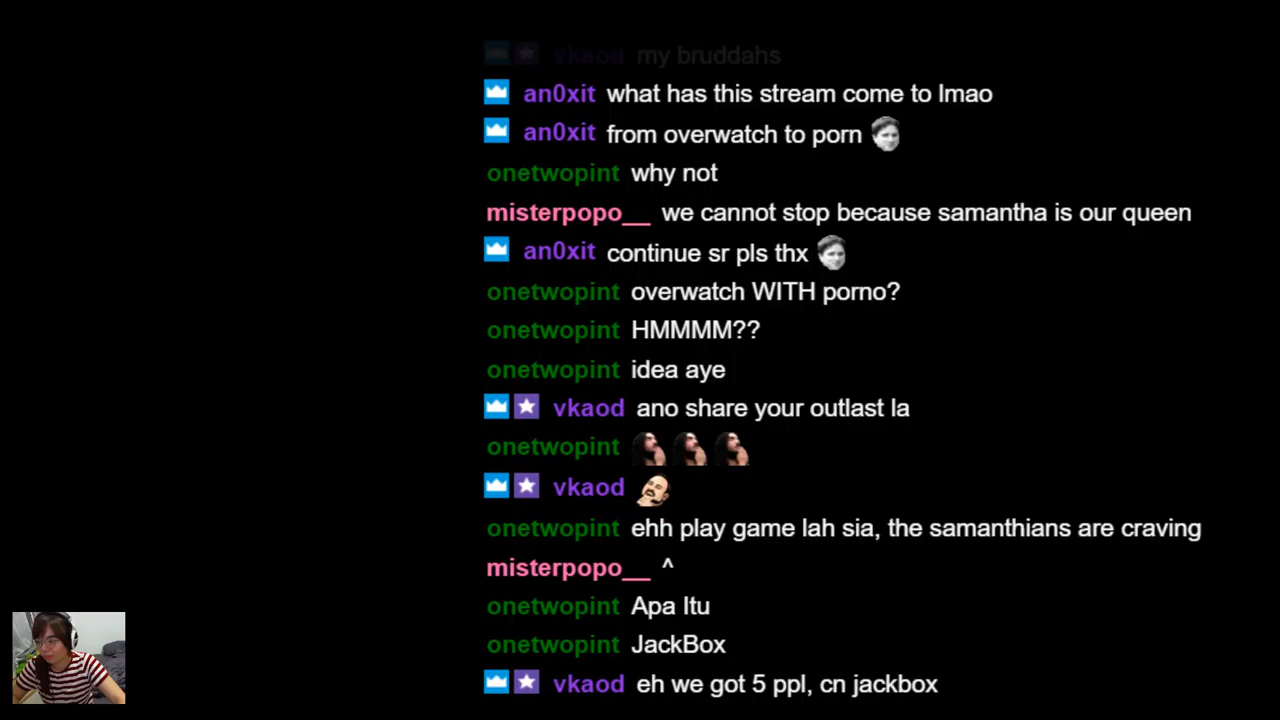 vkaod my bruddahs
an0xit what has this stream come to lmao
an0xit from overwatch to porn
onetwopint why not
misterpopo__ we cannot stop because samantha is our queen
an0xit continue sr pls thx
onetwopint overwatch WITH porno?
onetwopint HMMMM??
onetwopint idea aye
vkaod ano share your outlast la
onetwopint
vkaod
onetwopint ehh play game lah sia, the samanthians are craving
misterpopo__ ^
onetwopint Apa Itu
onetwopint JackBox
vkaod eh we got 5 ppl, cn jackbox